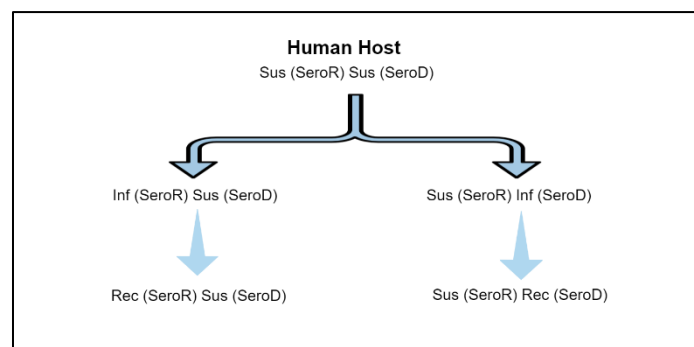 Human Host
Sus (SeroR) Sus (SeroD)
Inf (SeroR) Sus (SeroD)
Sus (SeroR) Inf (SeroD)
Rec (SeroR) Sus (SeroD)
Sus (SeroR) Rec (SeroD)